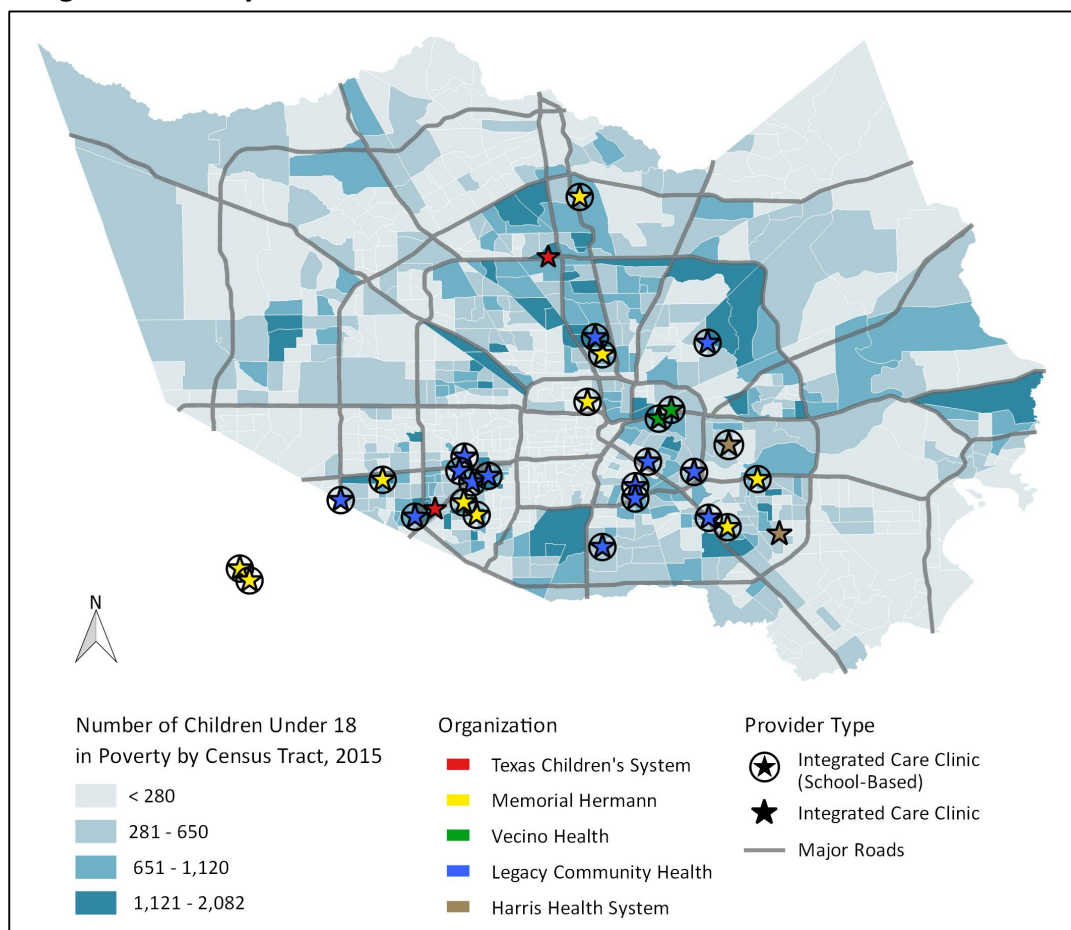 N
Number of Children Under 18
in Poverty by Census Tract, 2015
< 280
281 - 650
651 - 1,120
1,121 - 2,082
Organization
Texas Children's System
Memorial Hermann
Vecino Health
Legacy Community Health
Harris Health System
Provider Type
Integrated Care Clinic
(School-Based)
Integrated Care Clinic
Major Roads